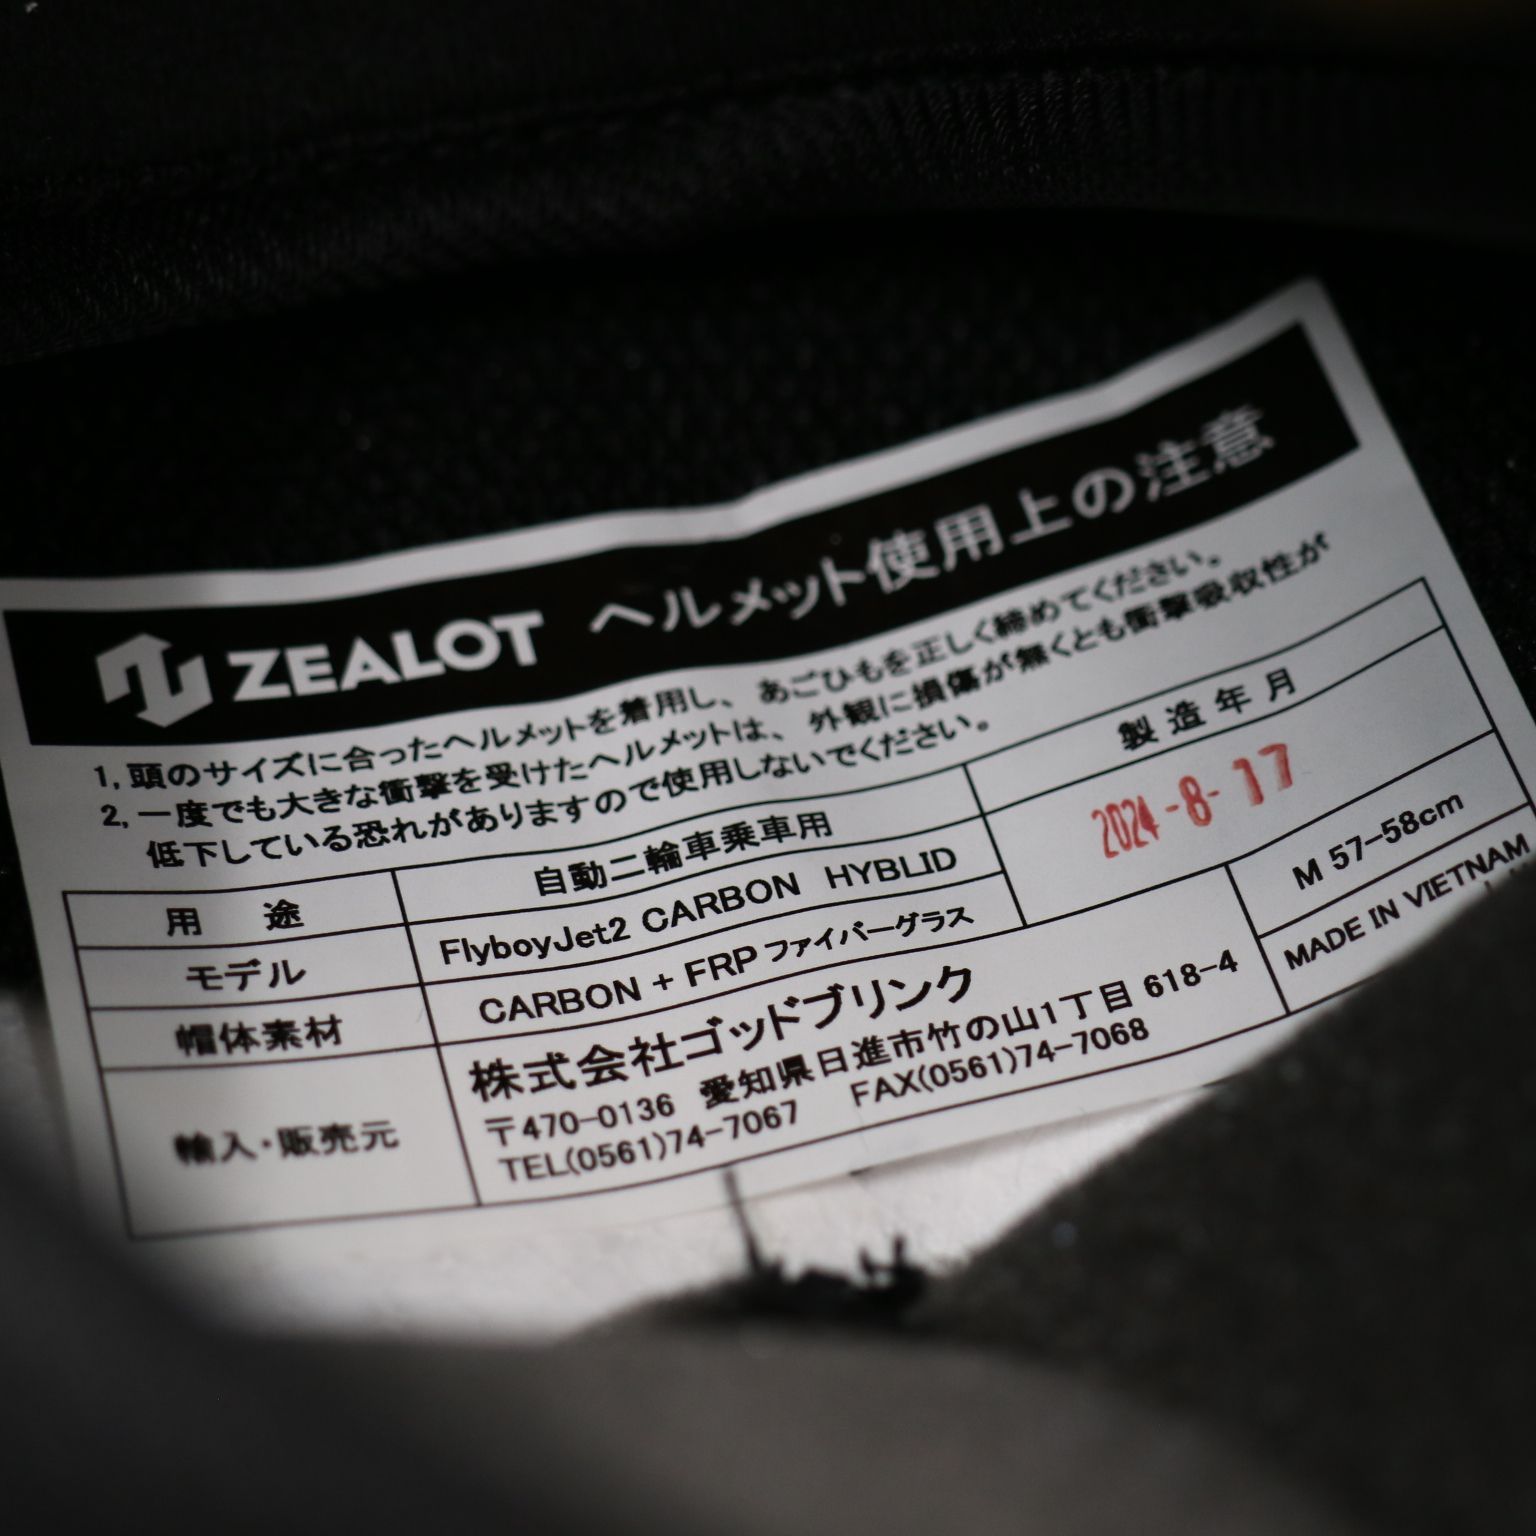 ZEALOT ヘルメット使用上の注意
1, 頭のサイズに合ったヘルメットを着用し、あごひもを正しく締めてください。
2, 一度でも大きな衝撃を受けたヘルメットは、外観に損傷が無くとも衝撃吸収性が
低下している恐れがありますので使用しないでください。
用 途 自動二輪車乗車用 製造年月
モデル FlyboyJet2 CARBON HYBLID 2024-8-17
帽体素材 CARBON + FRPファイバーグラス M 57-58cm
輸入・販売元 株式会社ゴッドブリンク MADE IN VIETNAM
〒470-0136 愛知県日進市竹の山1丁目 618-4
TEL(0561)74-7067 FAX(0561)74-7068